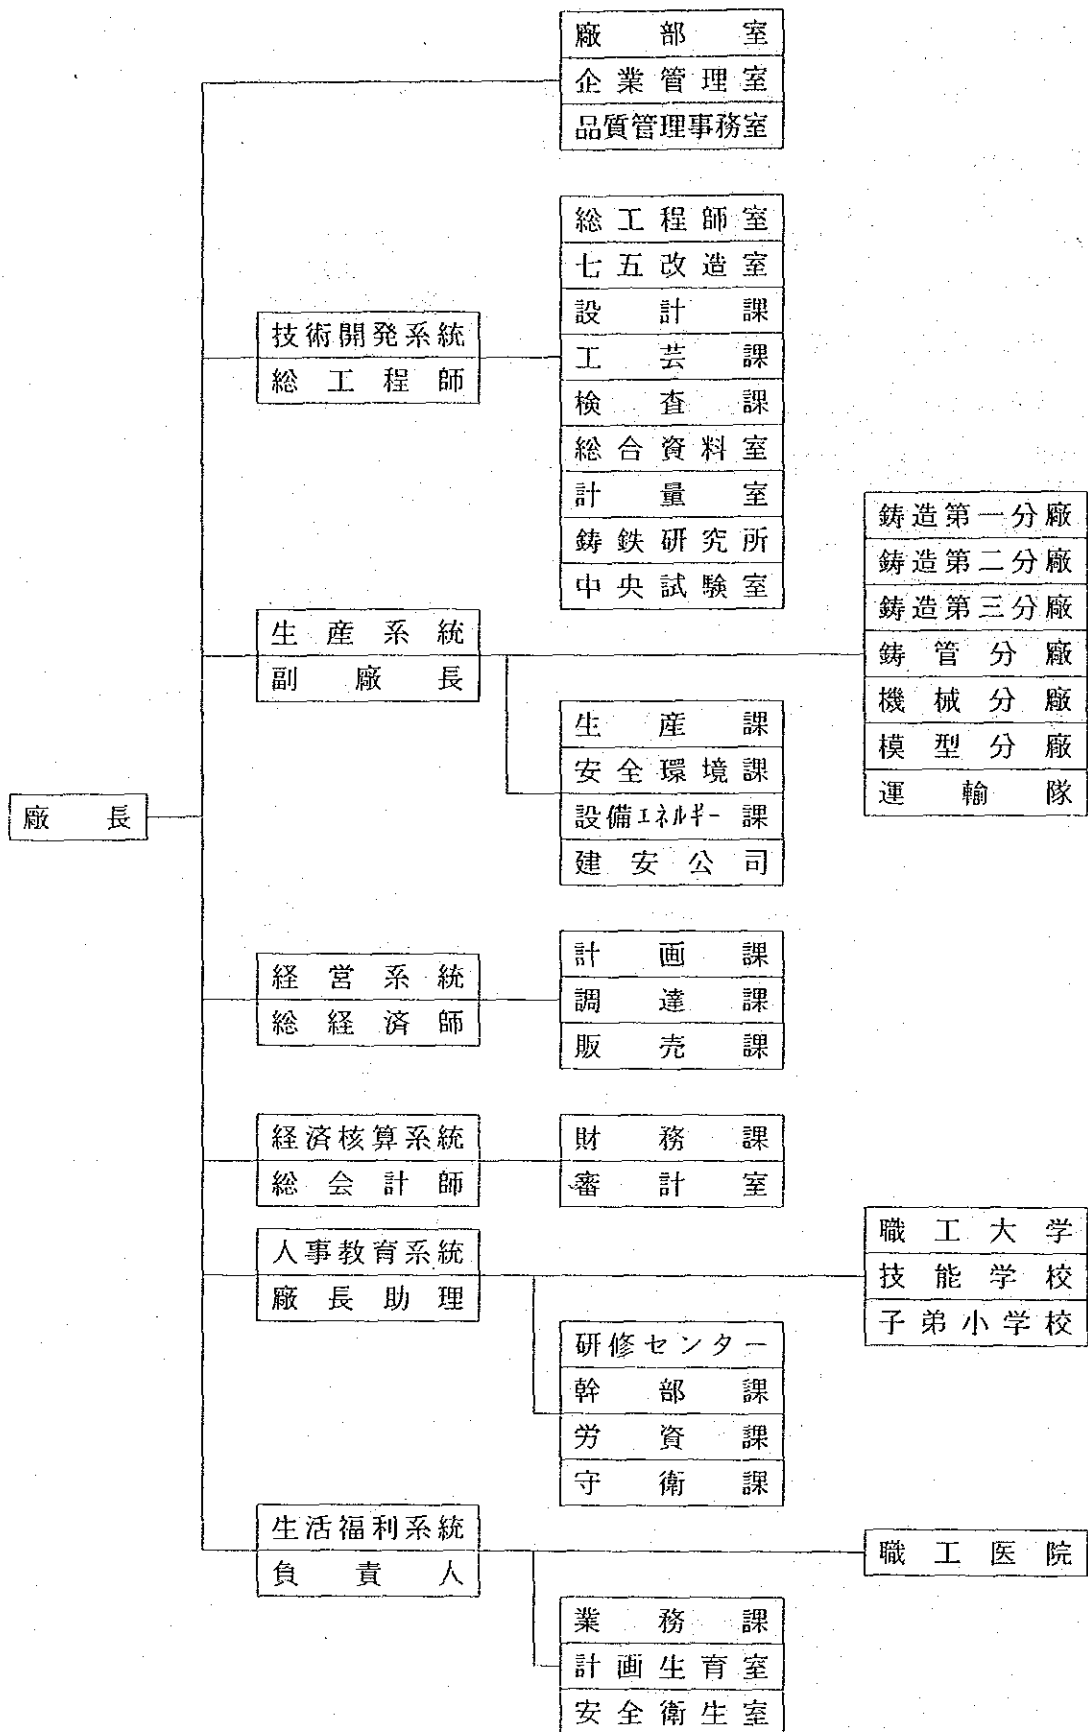 廠部室
企業管理室
品質管理事務室
総工程師室
七五改造室
設計課
工芸課
検査課
総合資料室
計量室
鋳鉄研究所
中央試験室
技術開発系統
総工程師
鋳造第一分廠
鋳造第二分廠
鋳造第三分廠
鋳管分廠
機械分廠
模型分廠
運輸隊
生産系統
副廠長
生産課
安全環境課
設備エネルギー課
建安公司
廠長
経営系統
総経済師
計画課
調達課
販売課
経済核算系統
総会計師
財務課
審計室
人事教育系統
廠長助理
職工大学
技能学校
子弟小学校
研修センター
幹部課
労資課
守衛課
生活福利系統
負責人
職工医院
業務課
計画生育室
安全衛生室